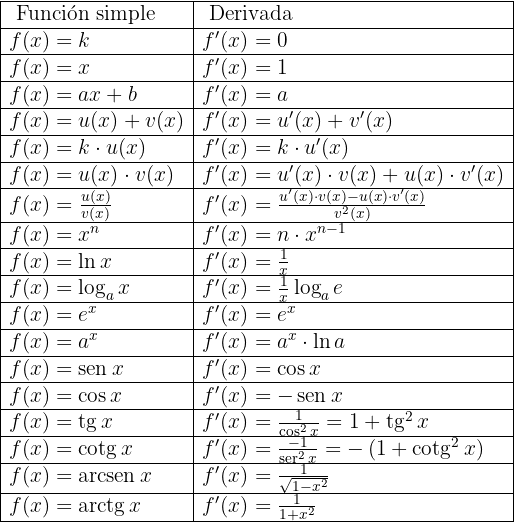 Función simple Derivada
f(x) = k f′(x) = 0
f(x) = x f′(x) = 1
f(x) = ax + b f′(x) = a
f(x) = u(x) + v(x) f′(x) = u′(x) + v′(x)
f(x) = k · u(x) f′(x) = k · u′(x)
f(x) = u(x) · v(x) f′(x) = u′(x) · v(x) + u(x) · v′(x)
f(x) = u(x)/v(x) f′(x) = u′(x)·v(x)−u(x)·v′(x)/v²(x)
f(x) = xⁿ f′(x) = n · xⁿ⁻¹
f(x) = ln x f′(x) = 1/x
f(x) = logₐ x f′(x) = 1/x logₐ e
f(x) = eˣ f′(x) = eˣ
f(x) = aˣ f′(x) = aˣ · ln a
f(x) = sen x f′(x) = cos x
f(x) = cos x f′(x) = − sen x
f(x) = tg x f′(x) = 1/cos² x = 1 + tg² x
f(x) = cotg x f′(x) = −1/ser² x = − (1 + cotg² x)
f(x) = arcsen x f′(x) = 1/√1−x²
f(x) = arctg x f′(x) = 1/1+x²